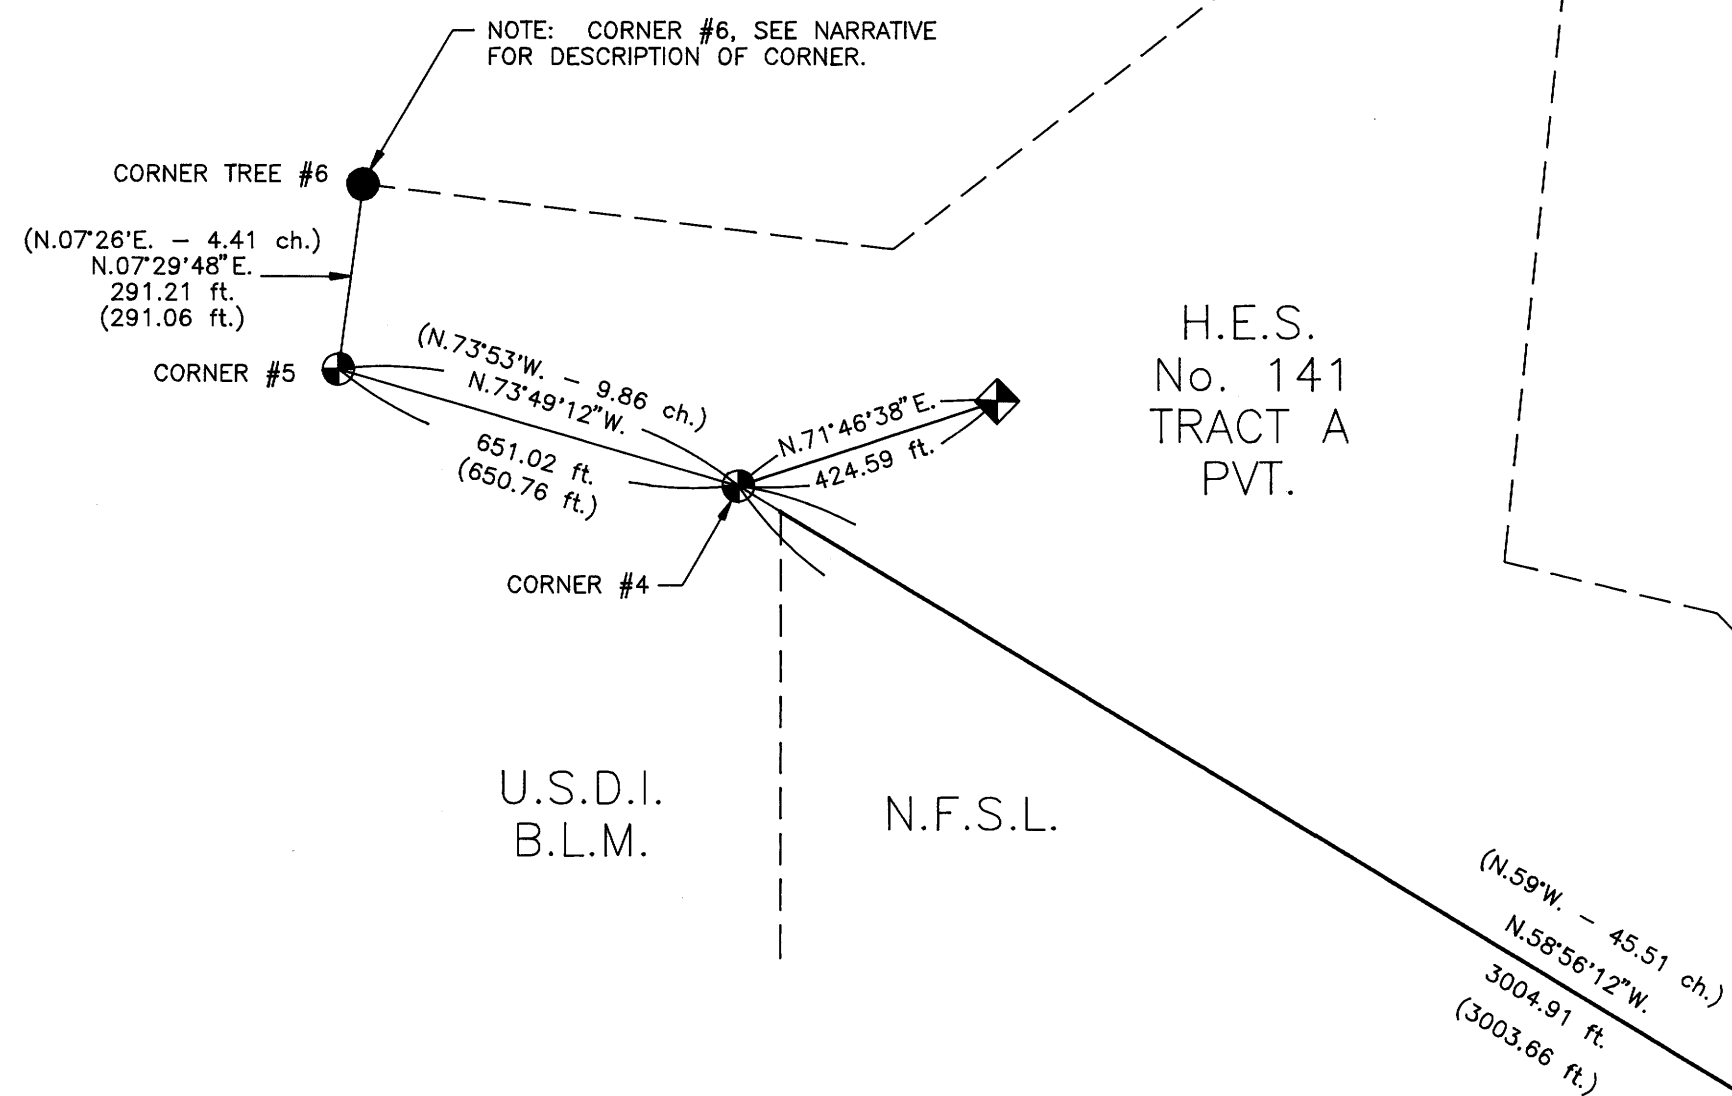 NOTE: CORNER #6, SEE NARRATIVE
FOR DESCRIPTION OF CORNER.
CORNER TREE #6
(N.07°26'E. – 4.41 ch.)
N.07°29'48"E.
291.21 ft.
(291.06 ft.)
CORNER #5
(N.73°53'W. – 9.86 ch.)
N.73°49'12"W.
651.02 ft.
(650.76 ft.)
N.71°46'38"E.
424.59 ft.
H.E.S.
No. 141
TRACT A
PVT.
CORNER #4
U.S.D.I.
B.L.M.
N.F.S.L.
(N.59°W. – 45.51 ch.)
N.58°56'12"W.
3004.91 ft.
(3003.66 ft.)